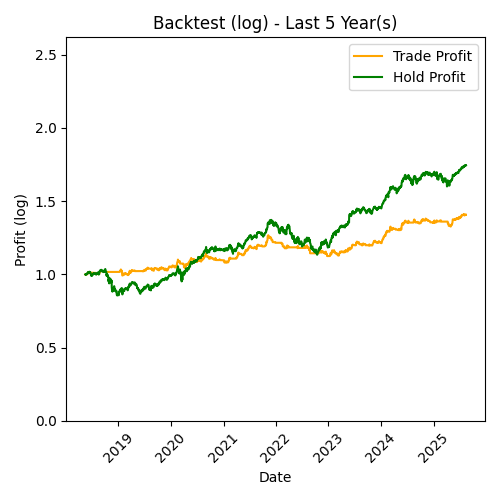 Backtest (log) - Last 5 Year(s)
Trade Profit
Hold Profit
Profit (log)
2.5
2.0
1.5
1.0
0.5
0.0
2019
2020
2021
2022
2023
2024
2025
Date